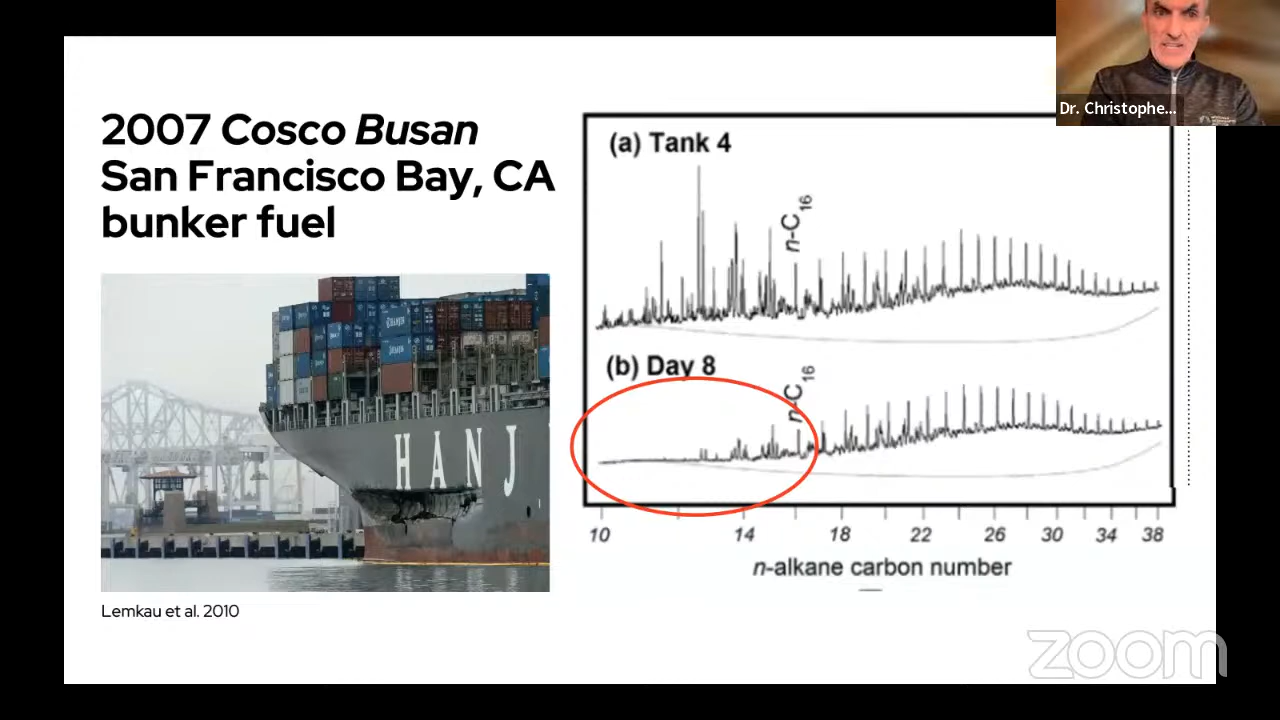 2007 Cosco Busan
San Francisco Bay, CA
bunker fuel
HANJ
Lemkau et al. 2010
(a) Tank 4
n-C16
(b) Day 8
n-C16
10 14 18 22 26 30 34 38
n-alkane carbon number
Dr. Christophe...
zoom